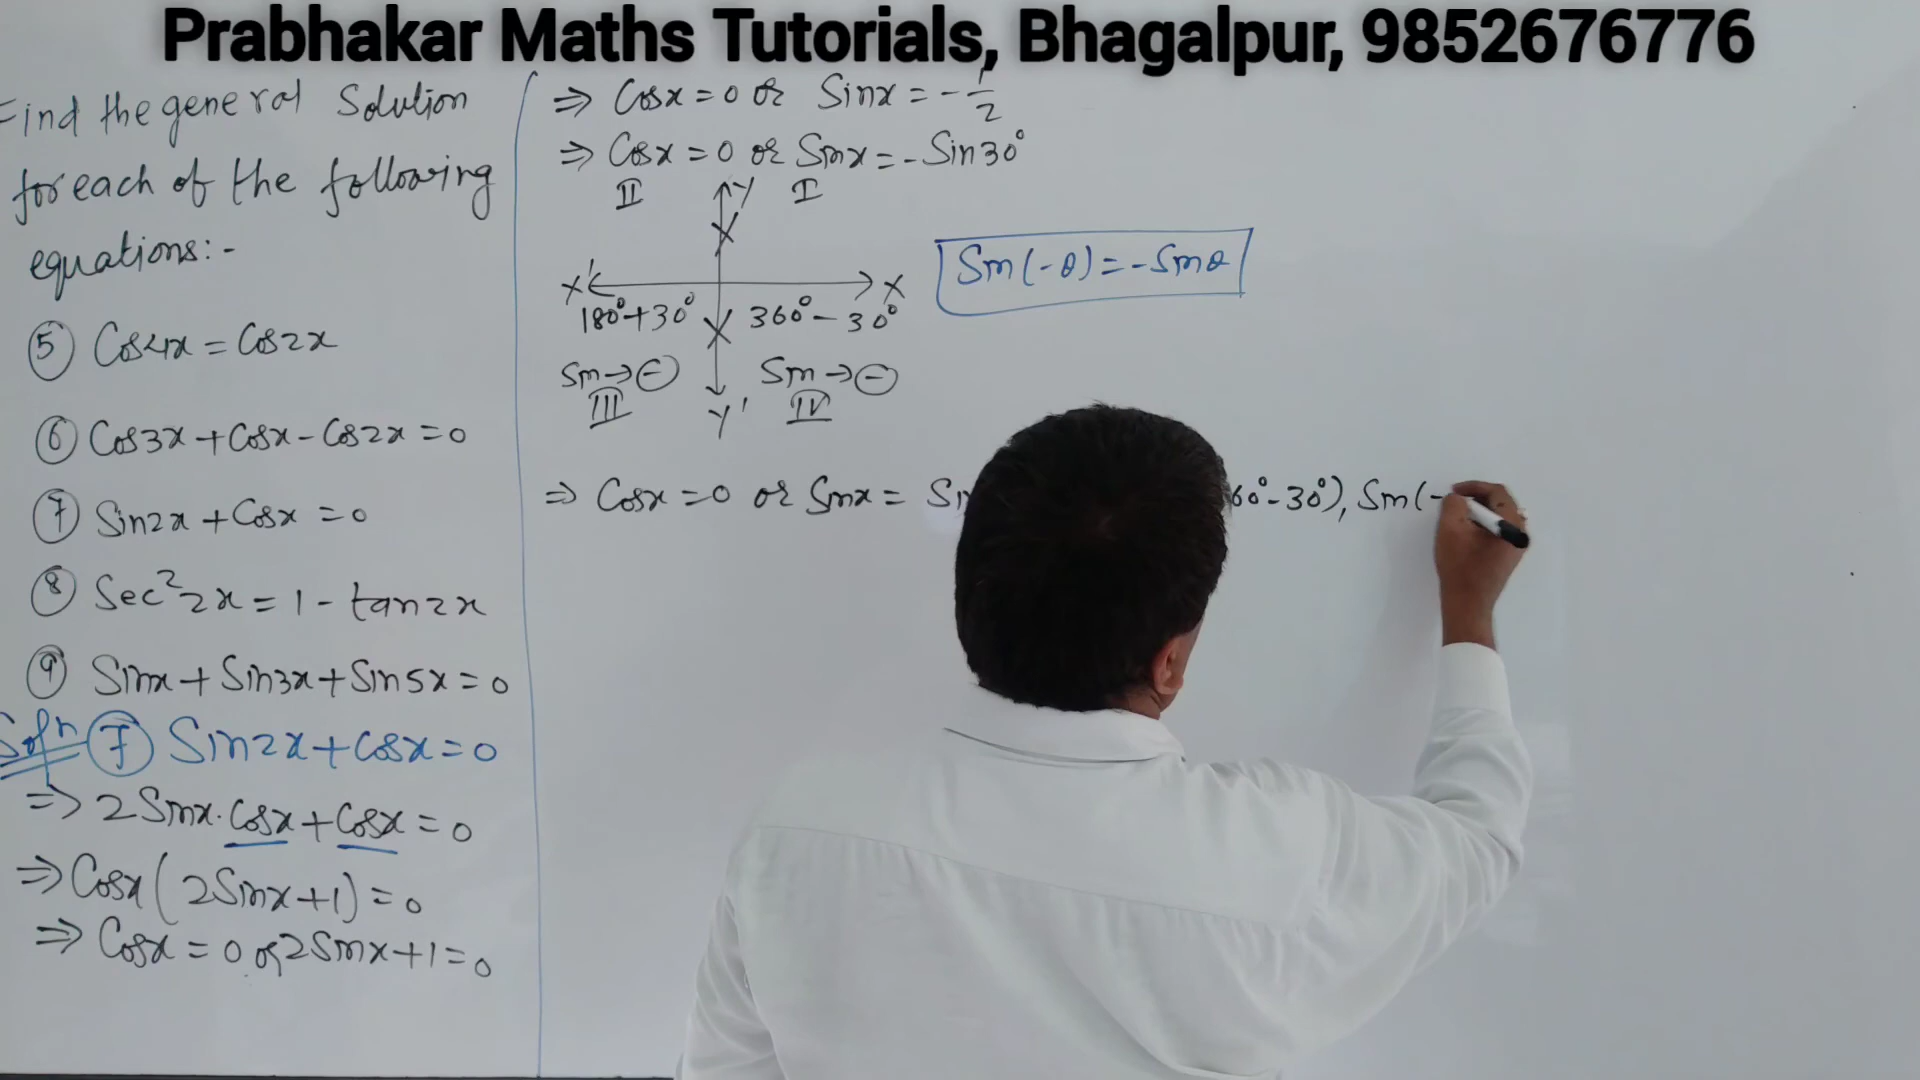 Prabhakar Maths Tutorials, Bhagalpur, 9852676776
Find the general Solution
for each of the following
equations:-
⑤ Cos4x = Cos2x
⑥ Cos3x + Cosx - Cos2x = 0
⑦ Sin2x + Cosx = 0
⑧ Sec²2x = 1 - tan2x
⑨ Sinx + Sin3x + Sin5x = 0
Soln ⑦ Sin2x + Cosx = 0
⇒ 2Sinx.Cosx + Cosx = 0
⇒ Cosx (2Sinx+1) = 0
⇒ Cosx = 0 or 2Sinx+1 = 0
⇒ Cosx = 0 or Sinx = -1/2
⇒ Cosx = 0 or Sinx = -Sin30°
II Y I
X' X
180°+30° 360°-30°
Sin→⊖ Sin→⊖
III Y' IV
Sin(-θ) = -Sinθ
⇒ Cosx = 0 or Sinx = Sin 60°-30°), Sin(-